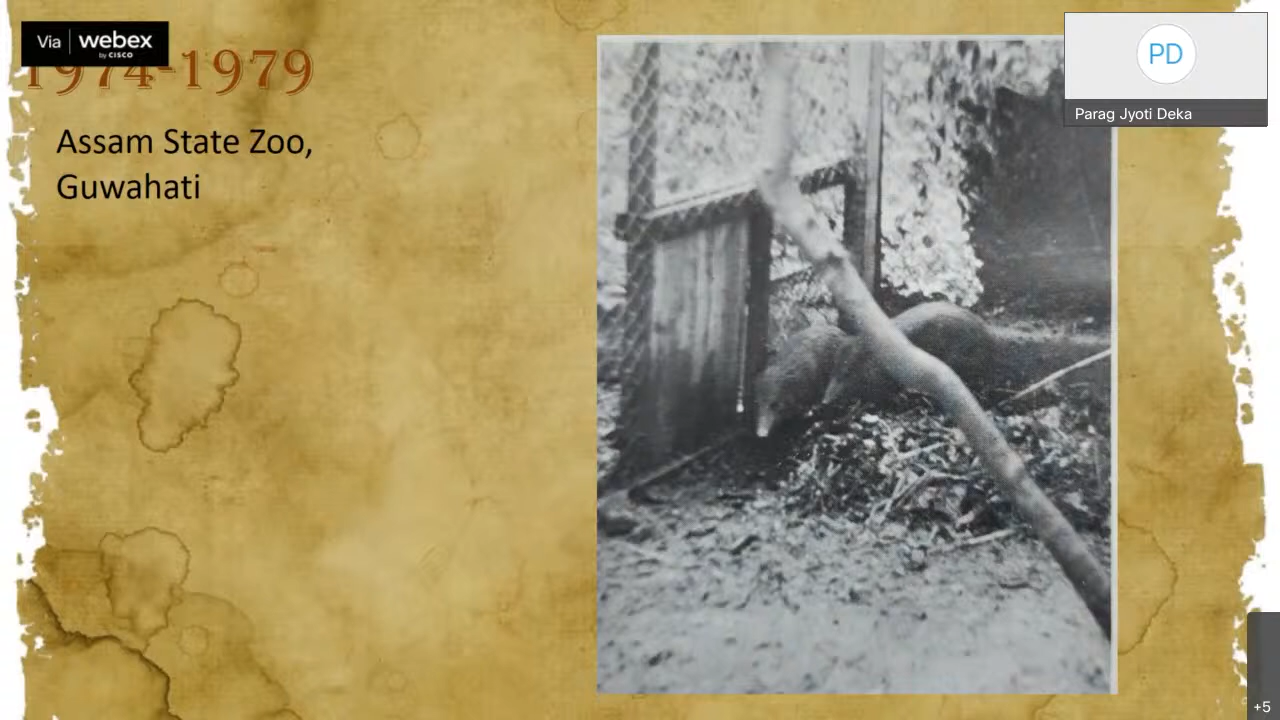 Via webex
by CISCO
1974-1979
Assam State Zoo,
Guwahati
PD
Parag Jyoti Deka
+5